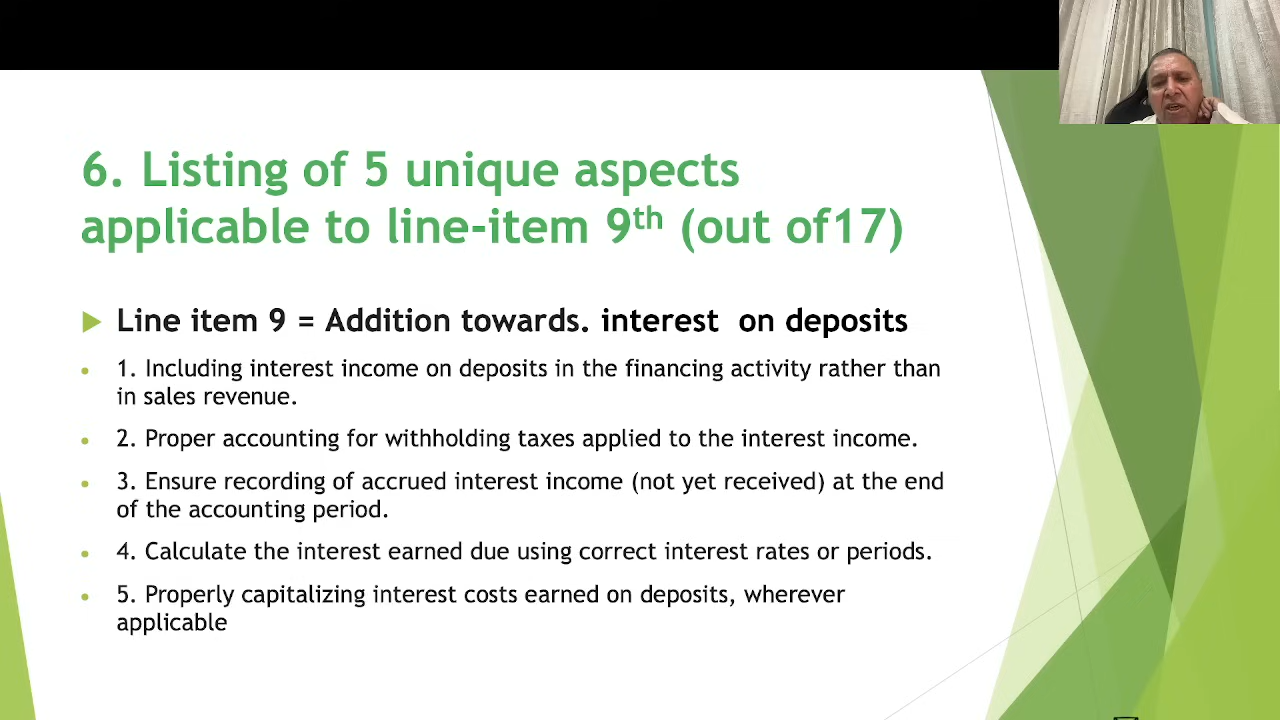 6. Listing of 5 unique aspects
applicable to line-item 9th (out of17)
Line item 9 = Addition towards. interest on deposits
1. Including interest income on deposits in the financing activity rather than
in sales revenue.
2. Proper accounting for withholding taxes applied to the interest income.
3. Ensure recording of accrued interest income (not yet received) at the end
of the accounting period.
4. Calculate the interest earned due using correct interest rates or periods.
5. Properly capitalizing interest costs earned on deposits, wherever
applicable